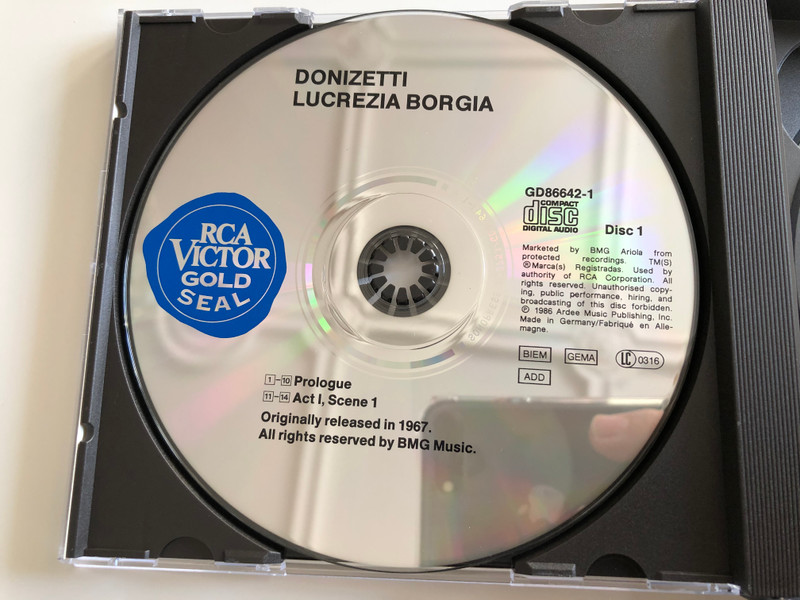 DONIZETTI
LUCREZIA BORGIA
RCA
VICTOR
GOLD
SEAL
GD86642-1
COMPACT
disc
DIGITAL AUDIO
Disc 1
Marketed by BMG Ariola from
protected recordings. TM(S)
®Marca(s) Registradas. Used by
authority of RCA Corporation. All
rights reserved. Unauthorised copy-
ing, public performance, hiring, and
broadcasting of this disc forbidden.
℗ 1986 Ardee Music Publishing, Inc.
Made in Germany/Fabriqué en Alle-
magne.
BIEM GEMA LC 0316
ADD
1-10 Prologue
11-14 Act I, Scene 1
Originally released in 1967.
All rights reserved by BMG Music.